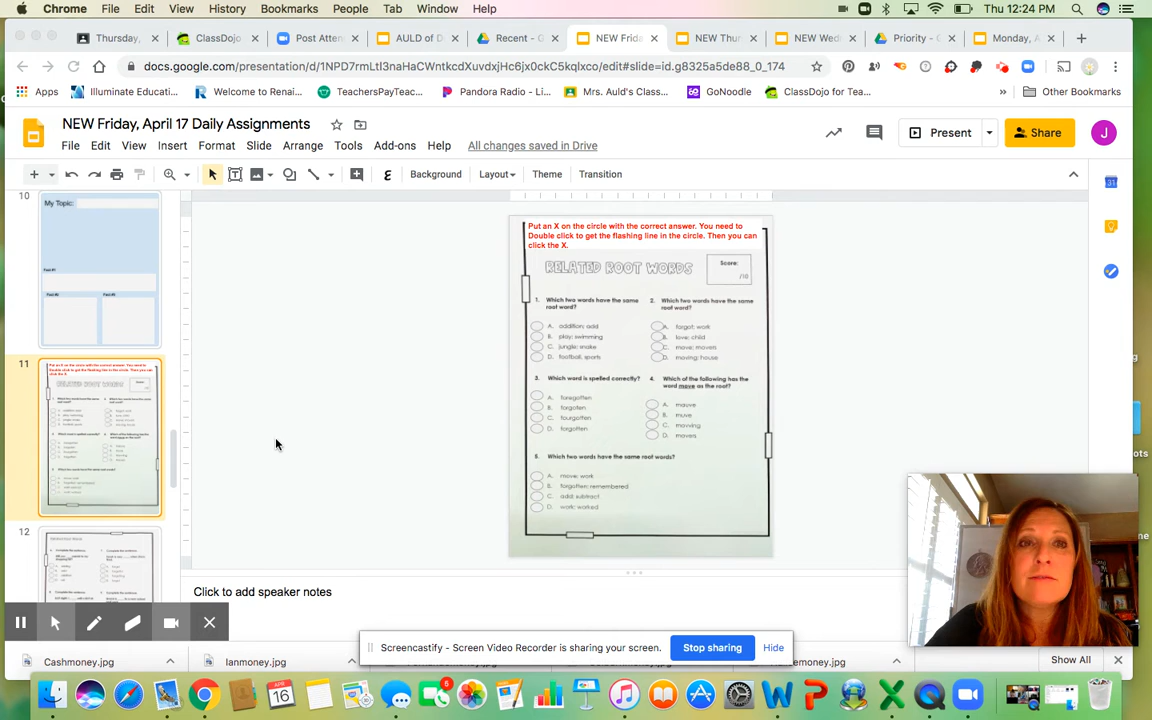 Chrome File Edit View History Bookmarks People Tab Window Help
Thu 12:24 PM
Thursday,
ClassDojo
Post Atten
AULD of D
Recent - G
NEW Frida
NEW Thur
NEW Wed
Priority - G
Monday, A
docs.google.com/presentation/d/1NPD7rmLtI3naHaCWntkcdXuvdxjHc6jx0ckC5kqlxco/edit#slide=id.g8325a5de88_0_174
Apps
Illuminate Educati...
Welcome to Renai...
TeachersPayTeac...
Pandora Radio - Li...
Mrs. Auld's Class...
GoNoodle
ClassDojo for Tea...
Other Bookmarks
NEW Friday, April 17 Daily Assignments
File Edit View Insert Format Slide Arrange Tools Add-ons Help
All changes saved in Drive
Present
Share
J
Background
Layout
Theme
Transition
10
My Topic:
11
12
Put an X on the circle with the correct answer. You need to
Double click to get the flashing line in the circle. Then you can
click the X.
RELATED ROOT WORDS
Score:
/10
1. Which two words have the same
root word?
A. addition; add
B. play; swimming
C. jungle; snake
D. football; sports
2. Which two words have the same
root word?
A. forgot; work
B. love; child
C. move; movers
D. moving; house
3. Which word is spelled correctly?
A. foregotten
B. forgoten
C. fourgotten
D. forgotten
4. Which of the following has the
word move as the root?
A. mauve
B. muve
C. movving
D. movers
5. Which two words have the same root words?
A. move; work
B. forgotten; remembered
C. add; subtract
D. work; worked
Click to add speaker notes
Screencastify - Screen Video Recorder is sharing your screen.
Stop sharing
Hide
Cashmoney.jpg
Ianmoney.jpg
Show All
APR
16
6